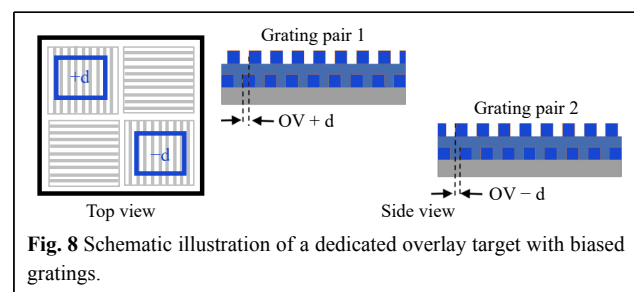 Grating pair 1
+d
OV + d
Grating pair 2
−d
OV − d
Top view
Side view
Fig. 8 Schematic illustration of a dedicated overlay target with biased
gratings.